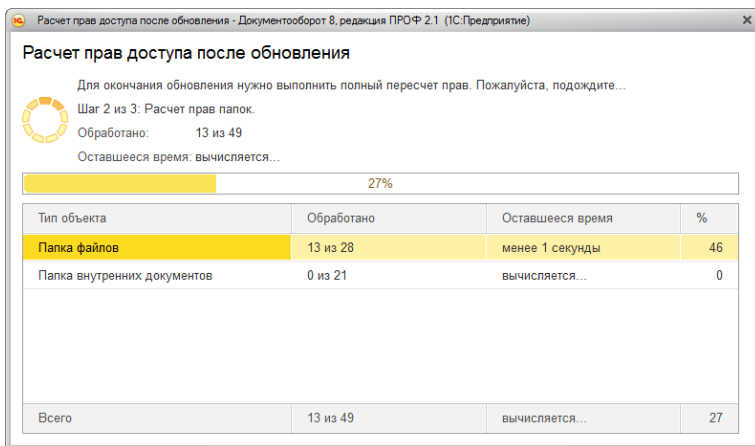 Расчет прав доступа после обновления - Документооборот 8, редакция ПРОФ 2.1 (1С:Предприятие)
Расчет прав доступа после обновления
Для окончания обновления нужно выполнить полный пересчет прав. Пожалуйста, подождите...
Шаг 2 из 3: Расчет прав папок.
Обработано: 13 из 49
Оставшееся время: вычисляется...
27%
Тип объекта Обработано Оставшееся время %
Папка файлов 13 из 28 менее 1 секунды 46
Папка внутренних документов 0 из 21 вычисляется... 0
Всего 13 из 49 вычисляется... 27